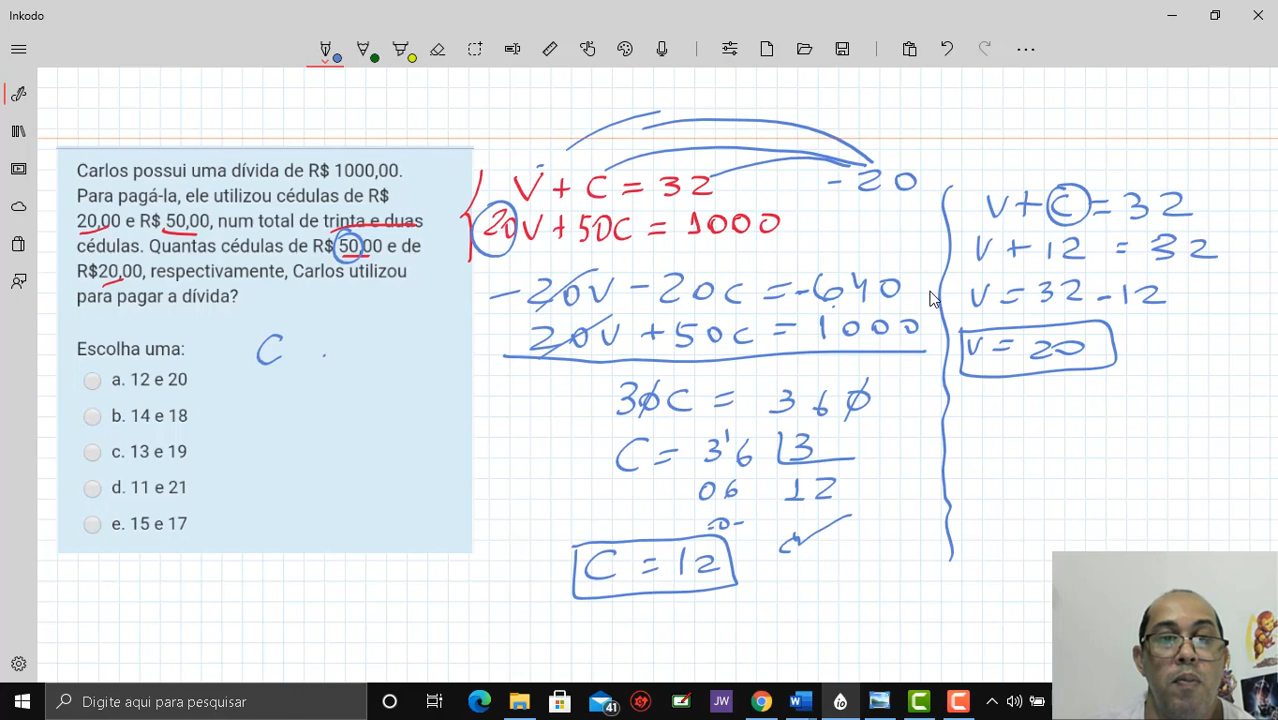 Inkodo
Carlos possui uma dívida de R$ 1000,00.
Para pagá-la, ele utilizou cédulas de R$
20,00 e R$ 50,00, num total de trinta e duas
cédulas. Quantas cédulas de R$ 50,00 e de
R$20,00, respectivamente, Carlos utilizou
para pagar a dívida?
Escolha uma:
C
a. 12 e 20
b. 14 e 18
c. 13 e 19
d. 11 e 21
e. 15 e 17
V + C = 32
-20
20V + 50C = 1000
-20V - 20C = -640
20V + 50C = 1000
30C = 360
C = 36 3
06 12
-0-
C = 12
V + C = 32
V + 12 = 32
V = 32 - 12
V = 20
Digite aqui para pesquisar
41
JW